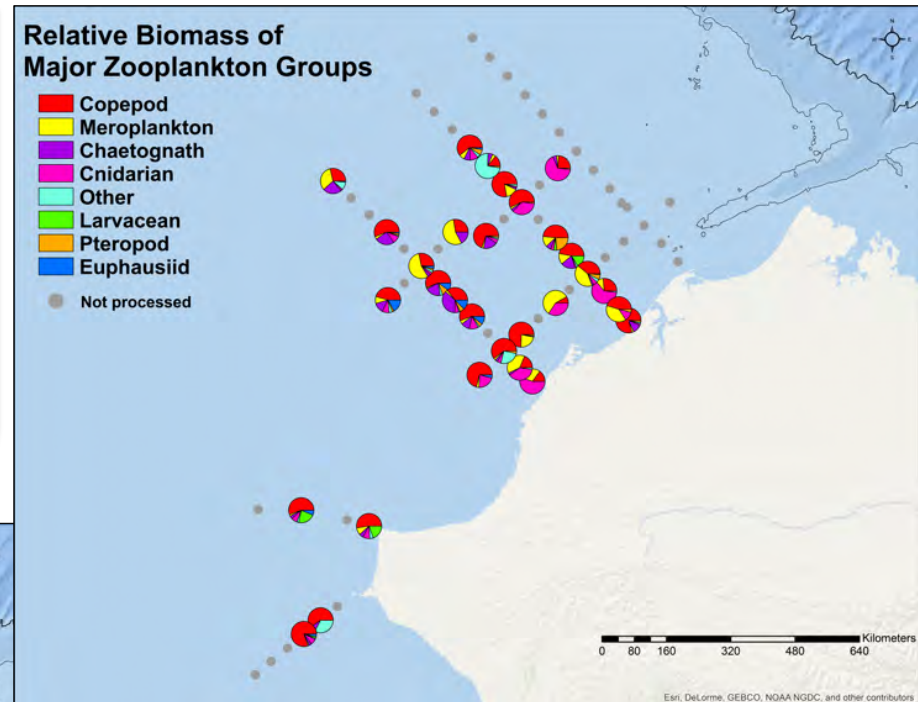 Relative Biomass of
Major Zooplankton Groups
Copepod
Meroplankton
Chaetognath
Cnidarian
Other
Larvacean
Pteropod
Euphausiid
Not processed
N
W
E
S
Kilometers
0 80 160 320 480 640
Esri, DeLorme, GEBCO, NOAA NGDC, and other contributors